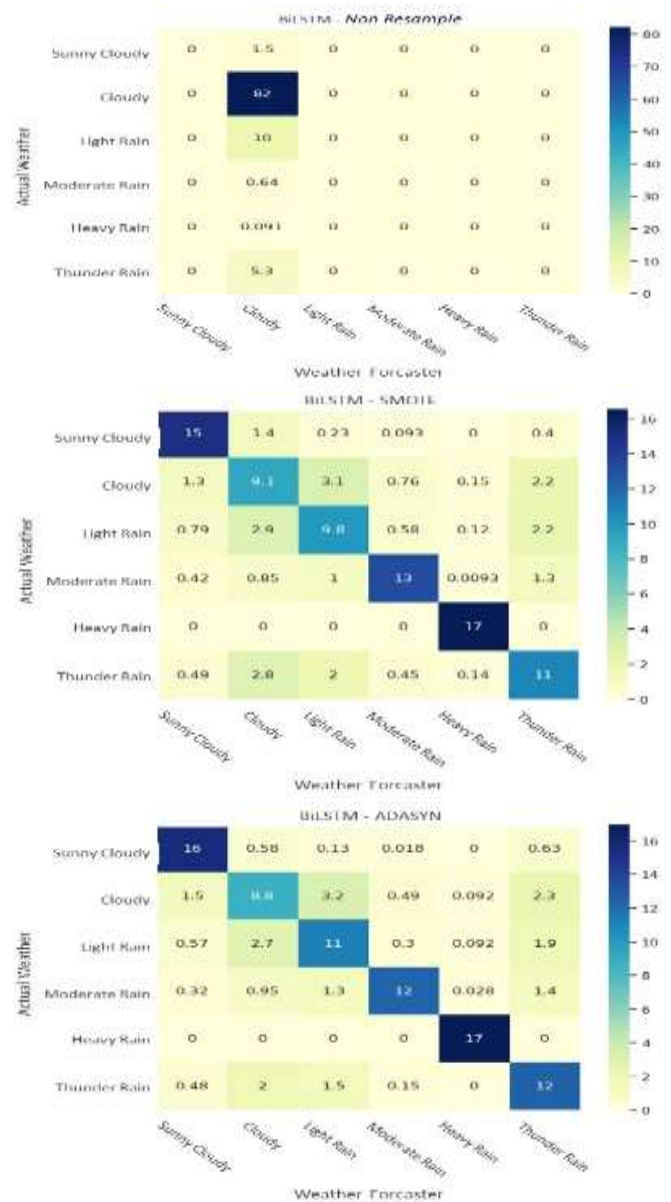 BiLSTM - Non Resample
Actual Weather
Sunny Cloudy 0 1.5 0 0 0 0
Cloudy 0 82 0 0 0 0
Light Rain 0 10 0 0 0 0
Moderate Rain 0 0.64 0 0 0 0
Heavy Rain 0 0.091 0 0 0 0
Thunder Rain 0 5.3 0 0 0 0
Sunny Cloudy Cloudy Light Rain Moderate Rain Heavy Rain Thunder Rain
80
70
60
50
40
30
20
10
0
Weather Forcaster
BiLSTM - SMOTE
Actual Weather
Sunny Cloudy 15 1.4 0.23 0.093 0 0.4
Cloudy 1.3 9.1 3.1 0.76 0.15 2.2
Light Rain 0.79 2.9 9.8 0.58 0.12 2.2
Moderate Rain 0.42 0.85 1 13 0.0093 1.3
Heavy Rain 0 0 0 0 17 0
Thunder Rain 0.49 2.8 2 0.45 0.14 11
Sunny Cloudy Cloudy Light Rain Moderate Rain Heavy Rain Thunder Rain
16
14
12
10
8
6
4
2
0
Weather Forcaster
BiLSTM - ADASYN
Actual Weather
Sunny Cloudy 16 0.58 0.13 0.018 0 0.63
Cloudy 1.5 8.8 3.2 0.49 0.092 2.3
Light Rain 0.57 2.7 11 0.3 0.092 1.9
Moderate Rain 0.32 0.95 1.3 12 0.028 1.4
Heavy Rain 0 0 0 0 17 0
Thunder Rain 0.48 2 1.5 0.15 0 12
Sunny Cloudy Cloudy Light Rain Moderate Rain Heavy Rain Thunder Rain
16
14
12
10
8
6
4
2
0
Weather Forcaster